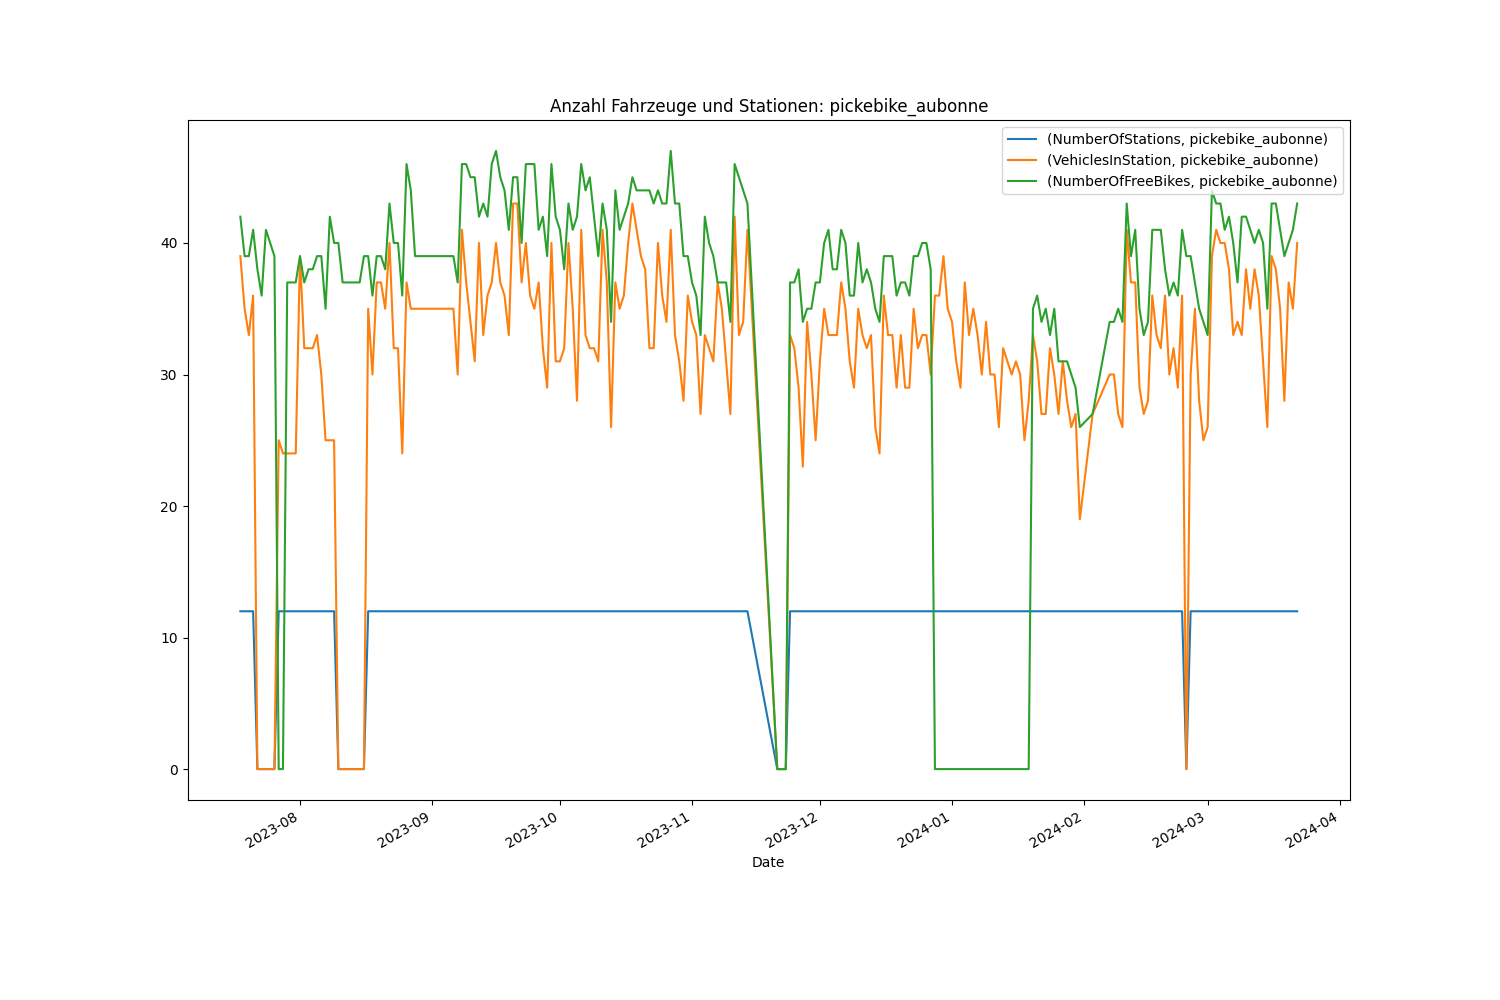 Anzahl Fahrzeuge und Stationen: pickebike_aubonne
(NumberOfStations, pickebike_aubonne)
(VehiclesInStation, pickebike_aubonne)
(NumberOfFreeBikes, pickebike_aubonne)
40
30
20
10
0
2023-08
2023-09
2023-10
2023-11
2023-12
2024-01
2024-02
2024-03
2024-04
Date